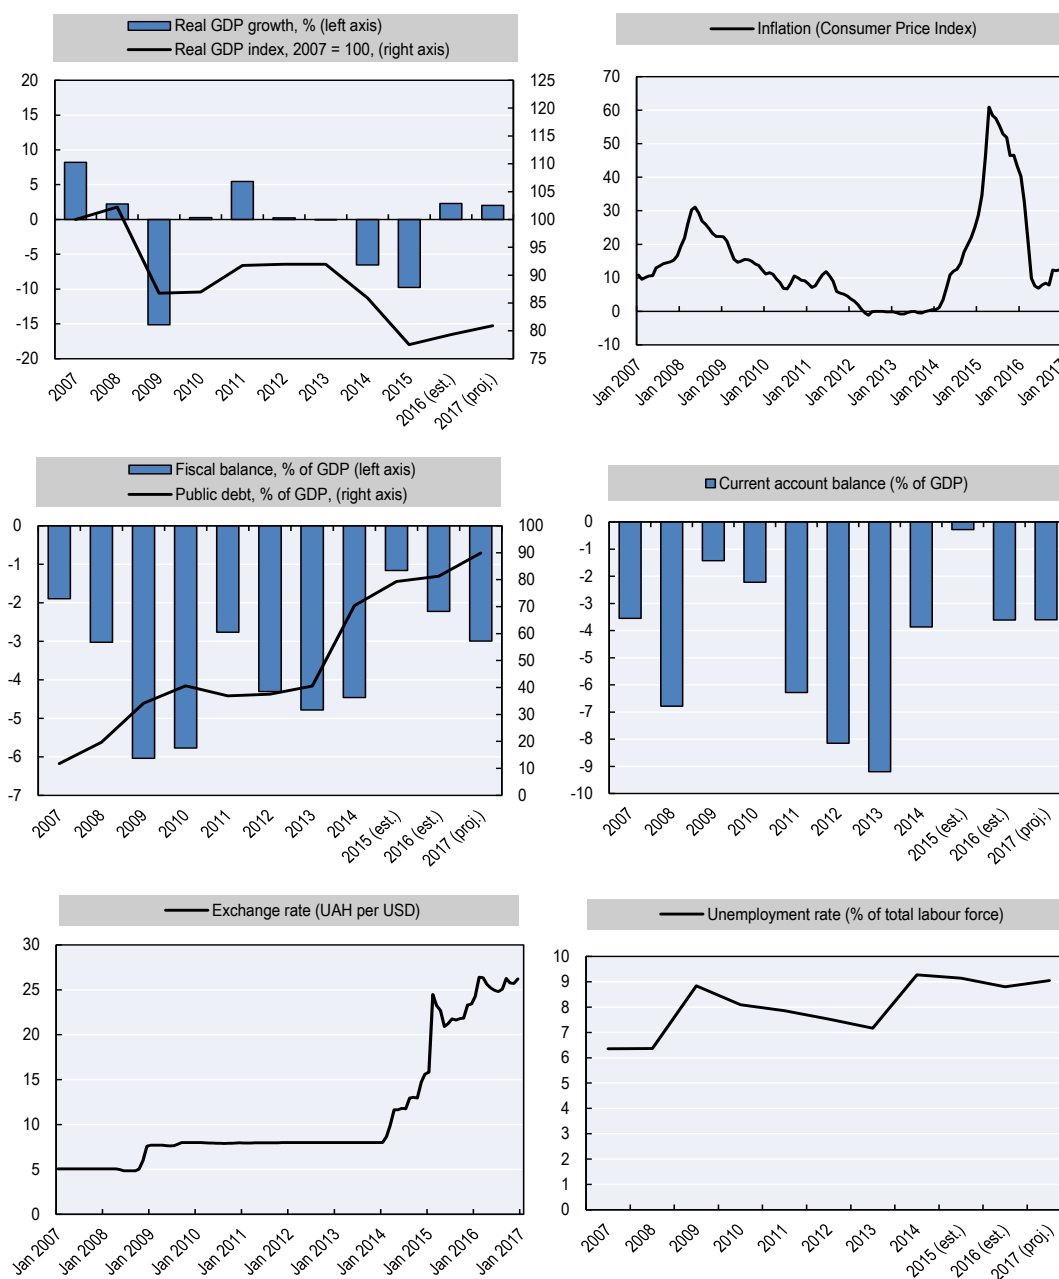 Real GDP growth, % (left axis)
Real GDP index, 2007 = 100, (right axis)
20
15
10
5
0
-5
-10
-15
-20
125
120
115
110
105
100
95
90
85
80
75
2007
2008
2009
2010
2011
2012
2013
2014
2015
2016 (est.)
2017 (proj.)
Inflation (Consumer Price Index)
70
60
50
40
30
20
10
0
-10
Jan 2007
Jan 2008
Jan 2009
Jan 2010
Jan 2011
Jan 2012
Jan 2013
Jan 2014
Jan 2015
Jan 2016
Jan 2017
Fiscal balance, % of GDP (left axis)
Public debt, % of GDP, (right axis)
0
-1
-2
-3
-4
-5
-6
-7
100
90
80
70
60
50
40
30
20
10
0
2007
2008
2009
2010
2011
2012
2013
2014
2015 (est.)
2016 (est.)
2017 (proj.)
Current account balance (% of GDP)
0
-1
-2
-3
-4
-5
-6
-7
-8
-9
-10
2007
2008
2009
2010
2011
2012
2013
2014
2015 (est.)
2016 (est.)
2017 (proj.)
Exchange rate (UAH per USD)
30
25
20
15
10
5
0
Jan 2007
Jan 2008
Jan 2009
Jan 2010
Jan 2011
Jan 2012
Jan 2013
Jan 2014
Jan 2015
Jan 2016
Jan 2017
Unemployment rate (% of total labour force)
10
9
8
7
6
5
4
3
2
1
0
2007
2008
2009
2010
2011
2012
2013
2014
2015 (est.)
2016 (est.)
2017 (proj.)